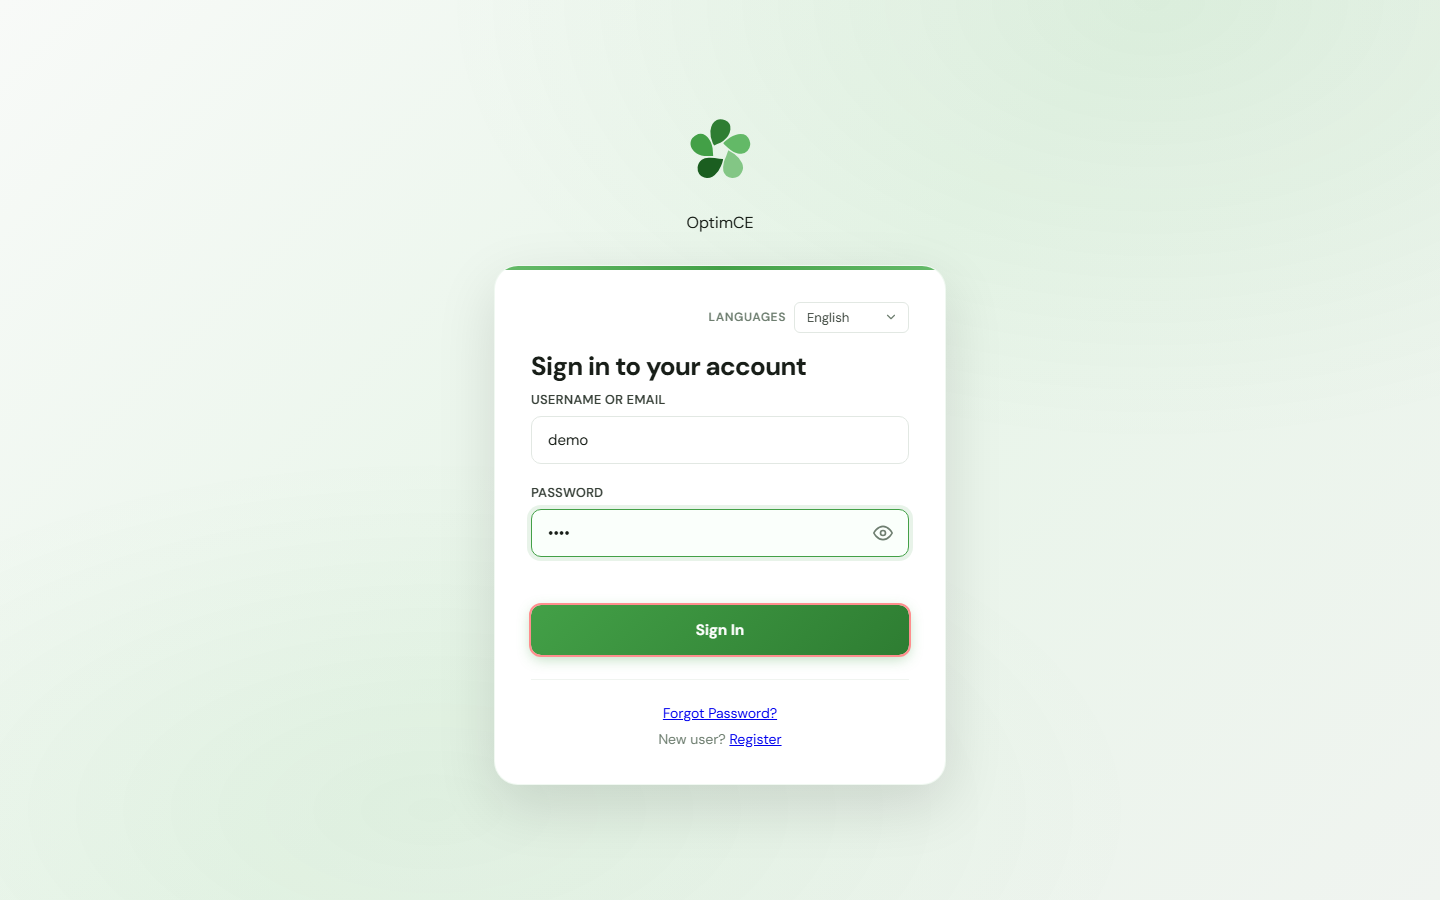 OptimCE
LANGUAGES English
Sign in to your account
USERNAME OR EMAIL
demo
PASSWORD
••••
Sign In
Forgot Password?
New user? Register